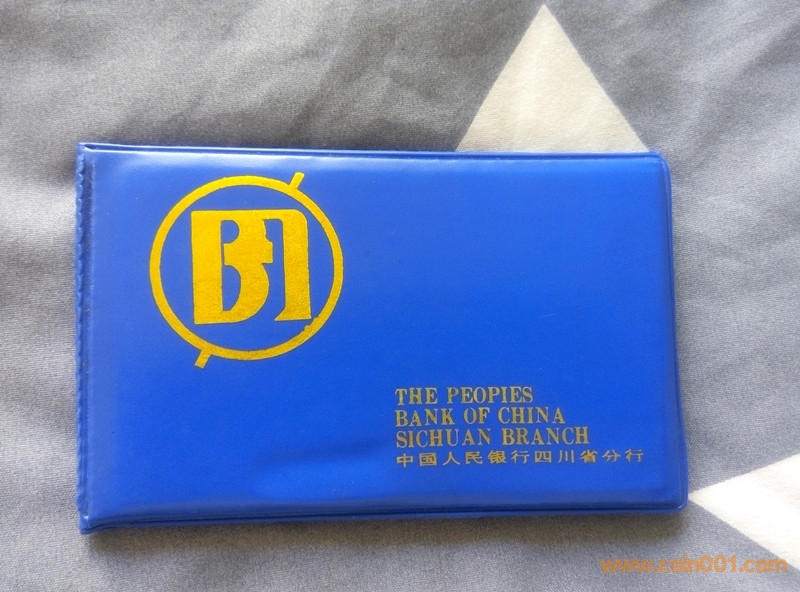 THE PEOPIES
BANK OF CHINA
SICHUAN BRANCH
中国人民银行四川省分行
www.coin001.com